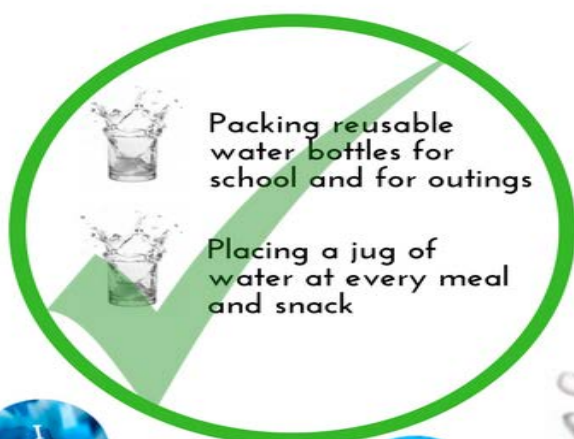 Packing reusable
water bottles for
school and for outings
Placing a jug of
water at every meal
and snack